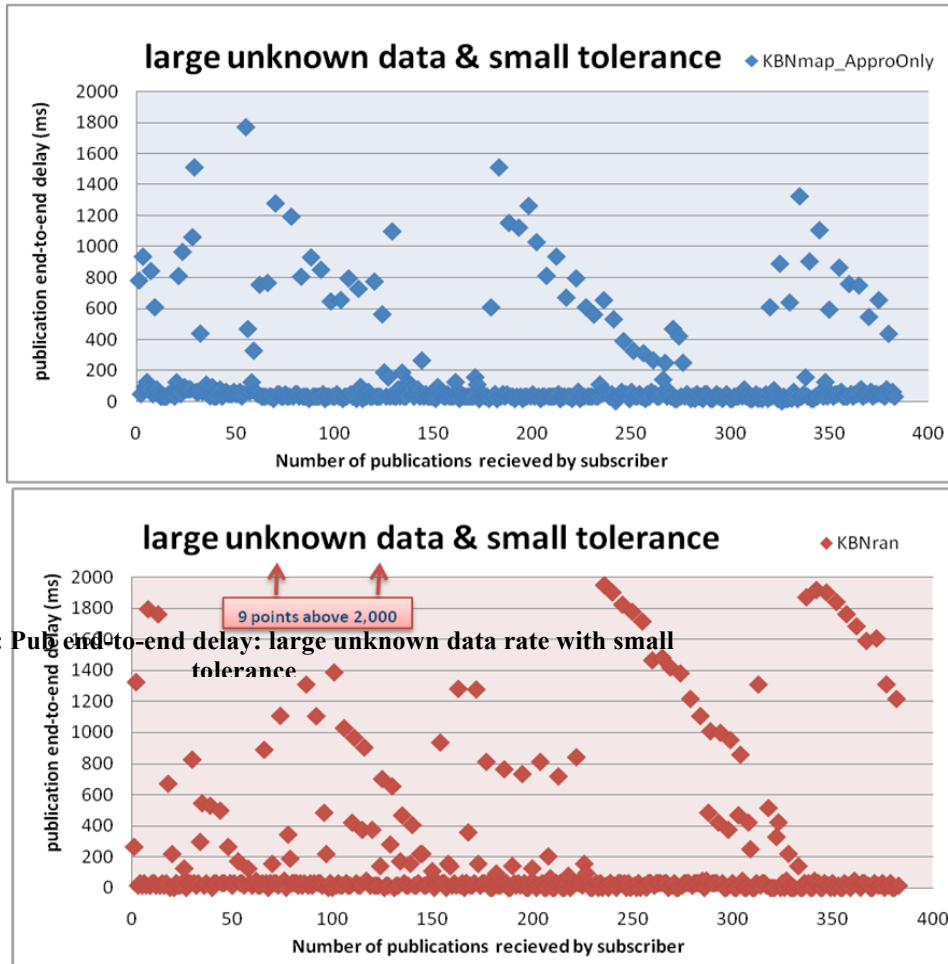 large unknown data & small tolerance
KBNmap_ApproOnly
publication end-to-end delay (ms)
2000
1800
1600
1400
1200
1000
800
600
400
200
0
0 50 100 150 200 250 300 350 400
Number of publications recieved by subscriber
large unknown data & small tolerance
KBNran
publication end-to-end delay (ms)
9 points above 2,000
: Pub end-to-end delay: large unknown data rate with small
tolerance
2000
1800
1600
1400
1200
1000
800
600
400
200
0
0 50 100 150 200 250 300 350 400
Number of publications recieved by subscriber